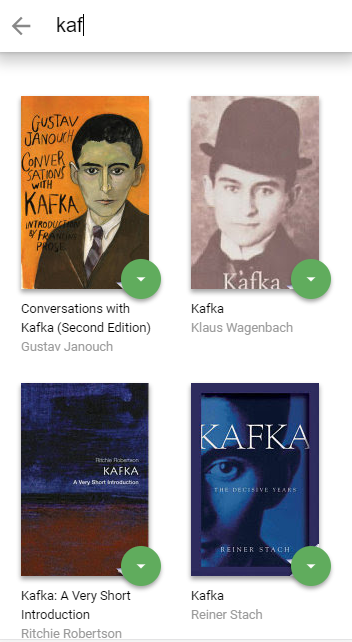 kaf
GUSTAV
JANOUCH
CONVER
SATIONS
WITH
KAFKA
INTRODUCTION
BY FRANCINE
PROSE
Kafka
Conversations with
Kafka (Second Edition)
Gustav Janouch
Kafka
Klaus Wagenbach
Ritchie Robertson
KAFKA
A Very Short Introduction
KAFKA
THE DECISIVE YEARS
REINER STACH
Kafka: A Very Short
Introduction
Ritchie Robertson
Kafka
Reiner Stach